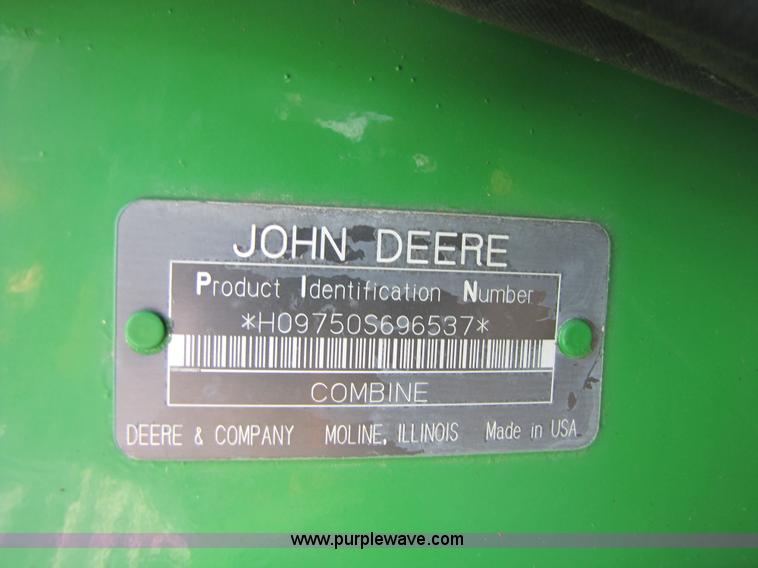 JOHN DEERE
Product Identification Number
*H09750S696537*
COMBINE
DEERE & COMPANY MOLINE, ILLINOIS Made in USA
www.purplewave.com